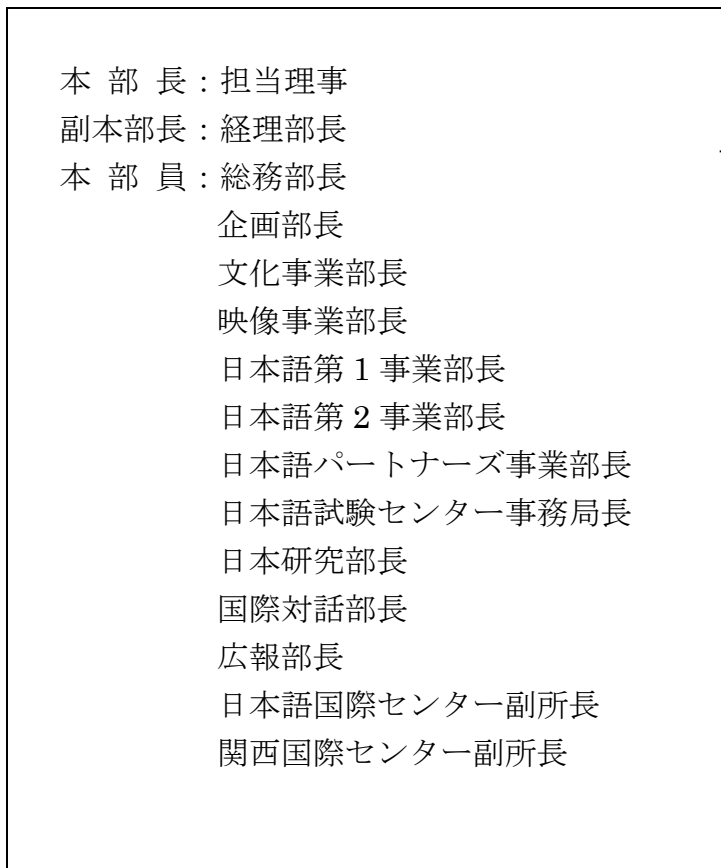 本 部 長：担当理事
副本部長：経理部長
本 部 員：総務部長
企画部長
文化事業部長
映像事業部長
日本語第 1 事業部長
日本語第 2 事業部長
日本語パートナーズ事業部長
日本語試験センター事務局長
日本研究部長
国際対話部長
広報部長
日本語国際センター副所長
関西国際センター副所長